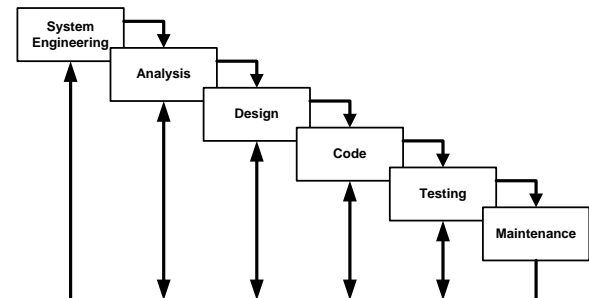 System
Engineering
Analysis
Design
Code
Testing
Maintenance